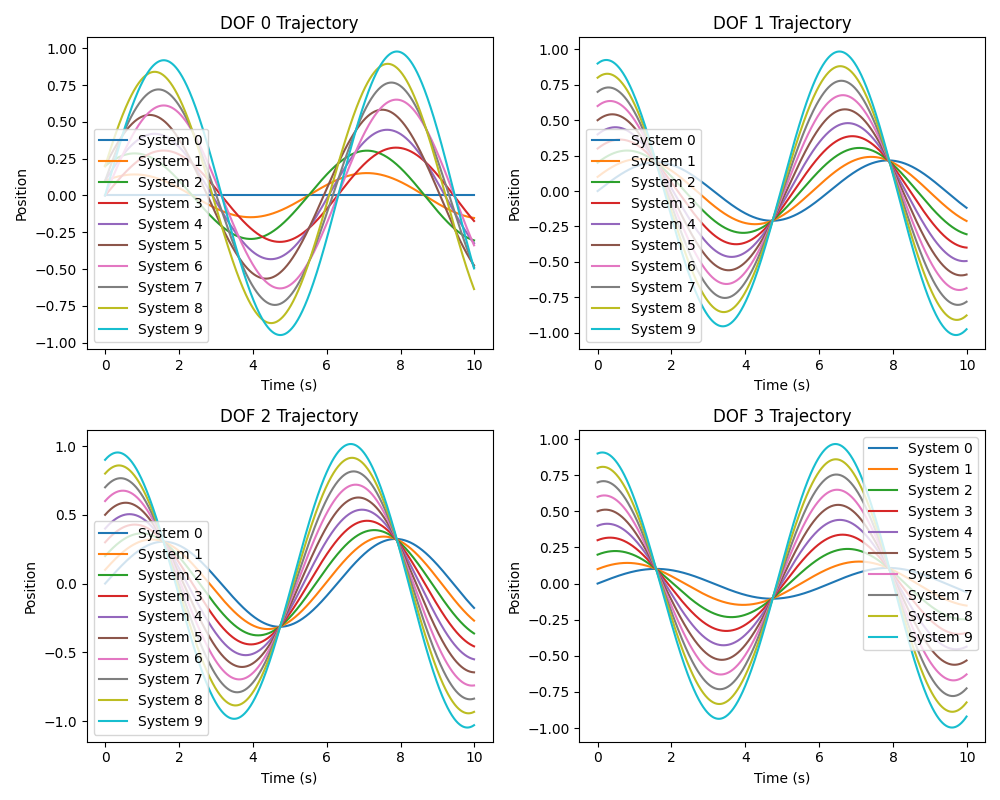 DOF 0 Trajectory
Position
1.00
0.75
0.50
0.25
0.00
−0.25
−0.50
−0.75
−1.00
System 0
System 1
System 2
System 3
System 4
System 5
System 6
System 7
System 8
System 9
0 2 4 6 8 10
Time (s)
DOF 1 Trajectory
Position
1.00
0.75
0.50
0.25
0.00
−0.25
−0.50
−0.75
−1.00
System 0
System 1
System 2
System 3
System 4
System 5
System 6
System 7
System 8
System 9
0 2 4 6 8 10
Time (s)
DOF 2 Trajectory
Position
1.0
0.5
0.0
−0.5
−1.0
System 0
System 1
System 2
System 3
System 4
System 5
System 6
System 7
System 8
System 9
0 2 4 6 8 10
Time (s)
DOF 3 Trajectory
Position
1.00
0.75
0.50
0.25
0.00
−0.25
−0.50
−0.75
−1.00
System 0
System 1
System 2
System 3
System 4
System 5
System 6
System 7
System 8
System 9
0 2 4 6 8 10
Time (s)